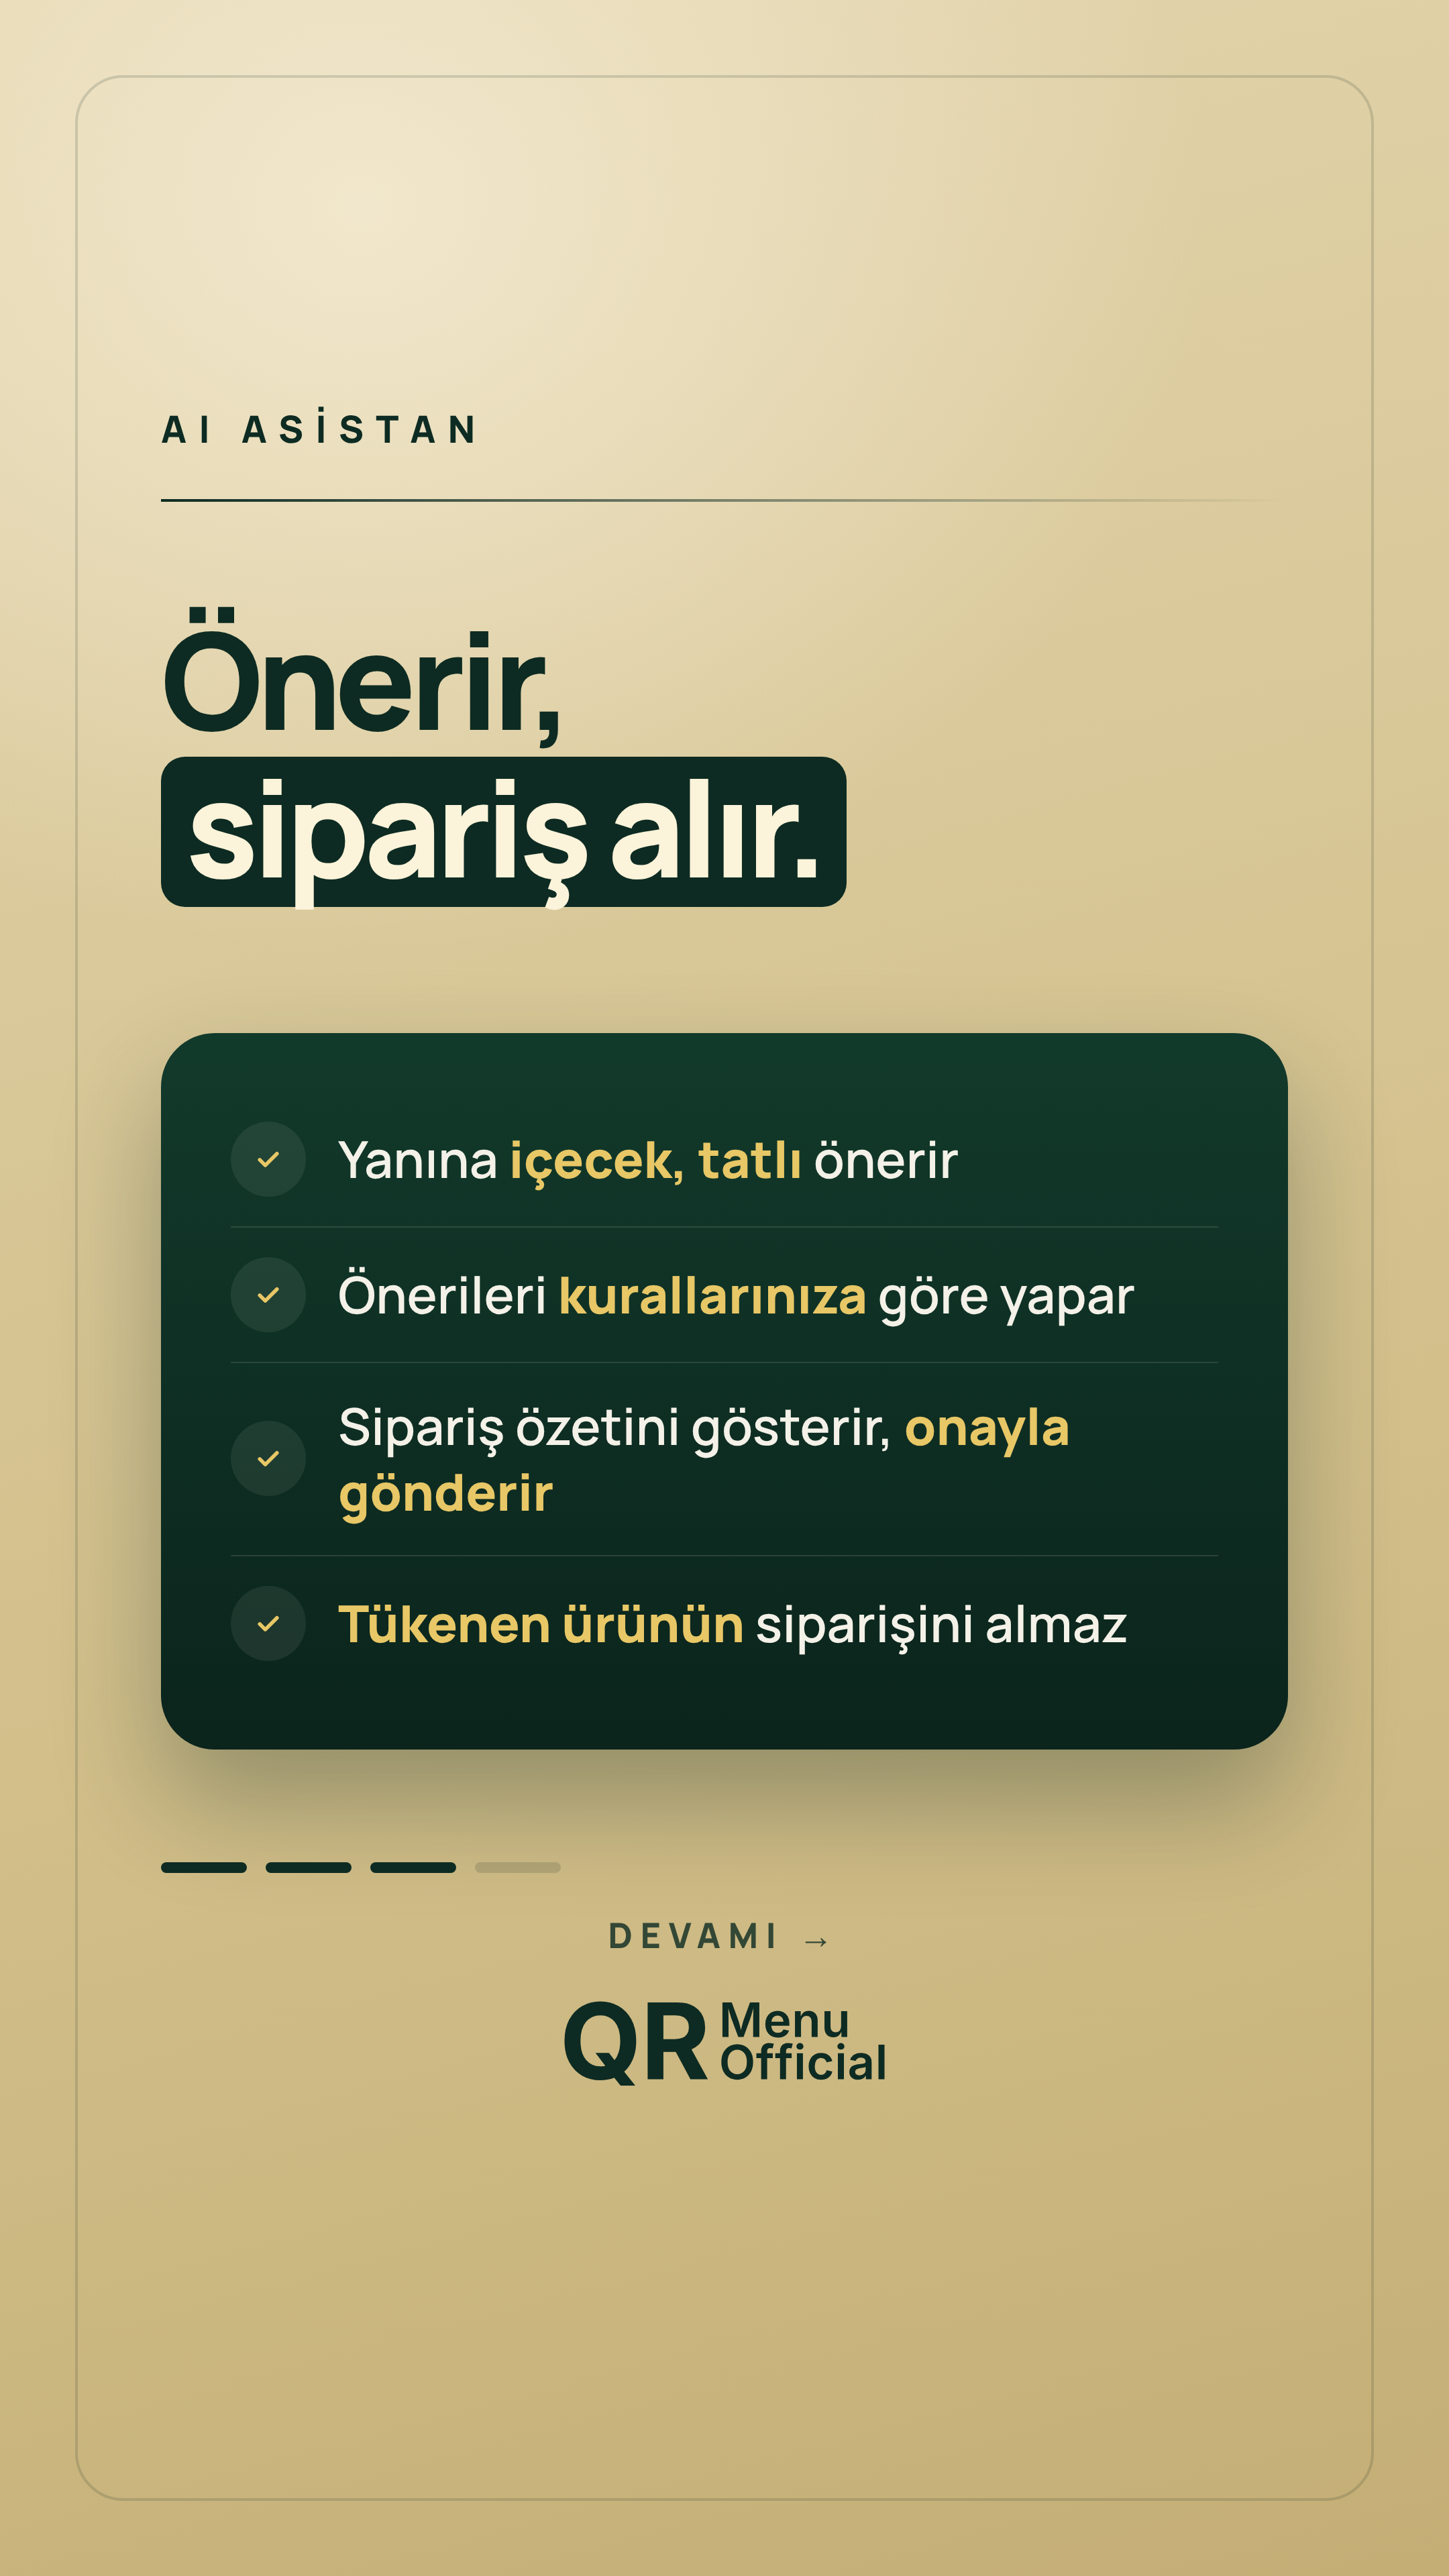 AI ASİSTAN
Önerir,
sipariş alır.
Yanına içecek, tatlı önerir
Önerileri kurallarınıza göre yapar
Sipariş özetini gösterir, onayla
gönderir
Tükenen ürünün siparişini almaz
DEVAMI →
QR Menu
Official